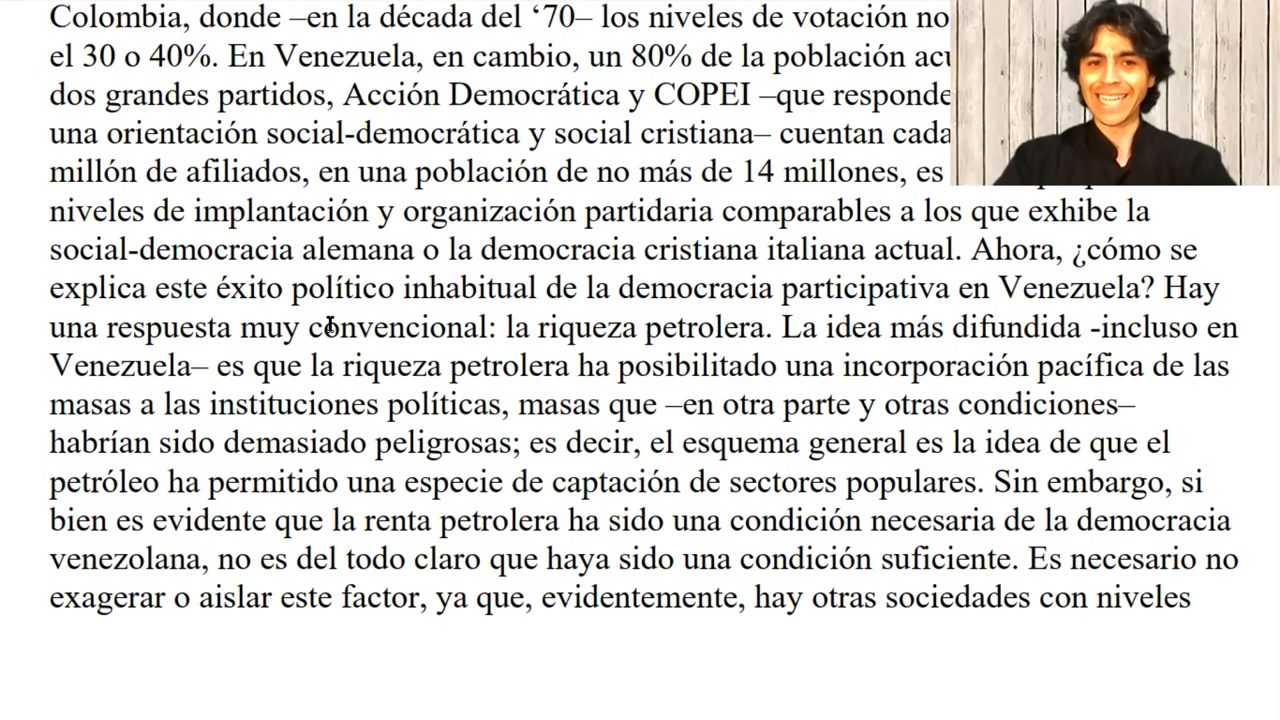 Colombia, donde –en la década del ‘70– los niveles de votación no
el 30 o 40%. En Venezuela, en cambio, un 80% de la población
dos grandes partidos, Acción Democrática y COPEI –que
una orientación social-democrática y social cristiana– cuentan cada
millón de afiliados, en una población de no más de 14 millones, es
niveles de implantación y organización partidaria comparables a los que exhibe la
social-democracia alemana o la democracia cristiana italiana actual. Ahora, ¿cómo se
explica este éxito político inhabitual de la democracia participativa en Venezuela? Hay
una respuesta muy convencional: la riqueza petrolera. La idea más difundida -incluso en
Venezuela– es que la riqueza petrolera ha posibilitado una incorporación pacífica de las
masas a las instituciones políticas, masas que –en otra parte y otras condiciones–
habrían sido demasiado peligrosas; es decir, el esquema general es la idea de que el
petróleo ha permitido una especie de captación de sectores populares. Sin embargo, si
bien es evidente que la renta petrolera ha sido una condición necesaria de la democracia
venezolana, no es del todo claro que haya sido una condición suficiente. Es necesario no
exagerar o aislar este factor, ya que, evidentemente, hay otras sociedades con niveles